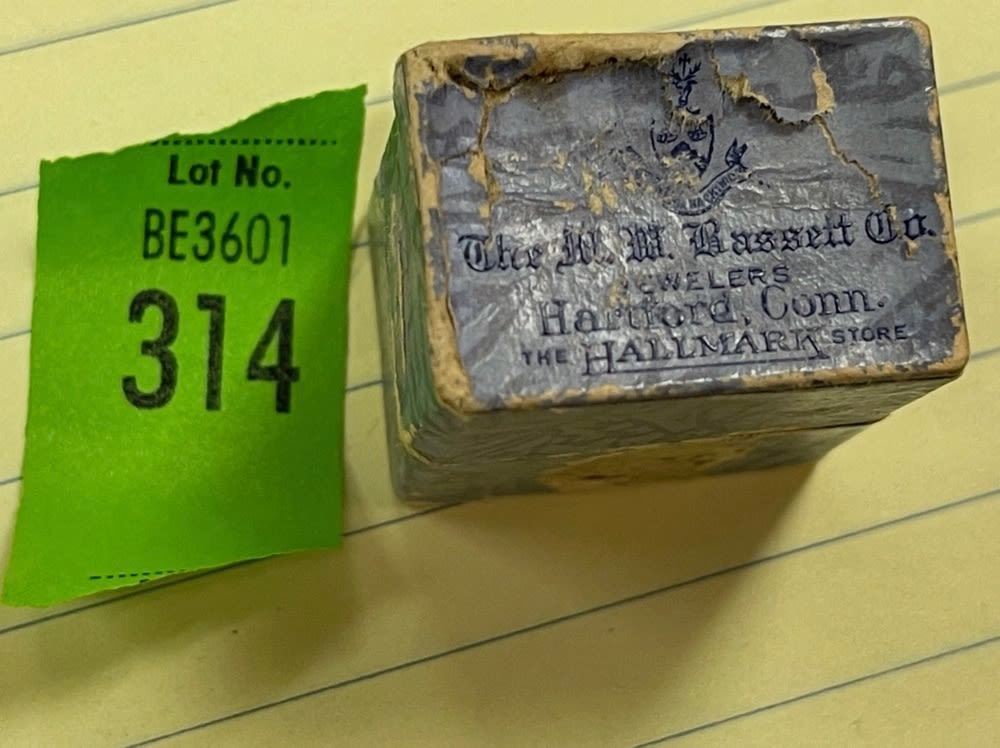 Lot No.
BE3601
314
The W. W. Bassett Co.
JEWELERS
Hartford, Conn.
THE HALLMARK STORE